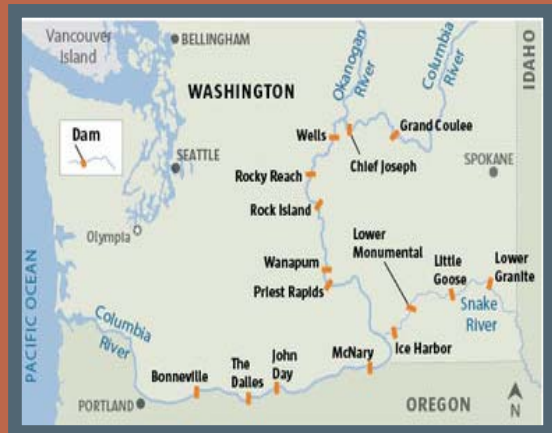 Vancouver
Island
BELLINGHAM
WASHINGTON
Okanogan
River
Columbia
River
IDAHO
Dam
Wells
Grand Coulee
Chief Joseph
SEATTLE
SPOKANE
Rocky Reach
Rock Island
Olympia
Lower
Monumental
Wanapum
Little
Goose
Lower
Granite
Priest Rapids
Snake
River
PACIFIC OCEAN
Columbia
River
Ice Harbor
McNary
John
Day
The
Dalles
Bonneville
PORTLAND
OREGON
N